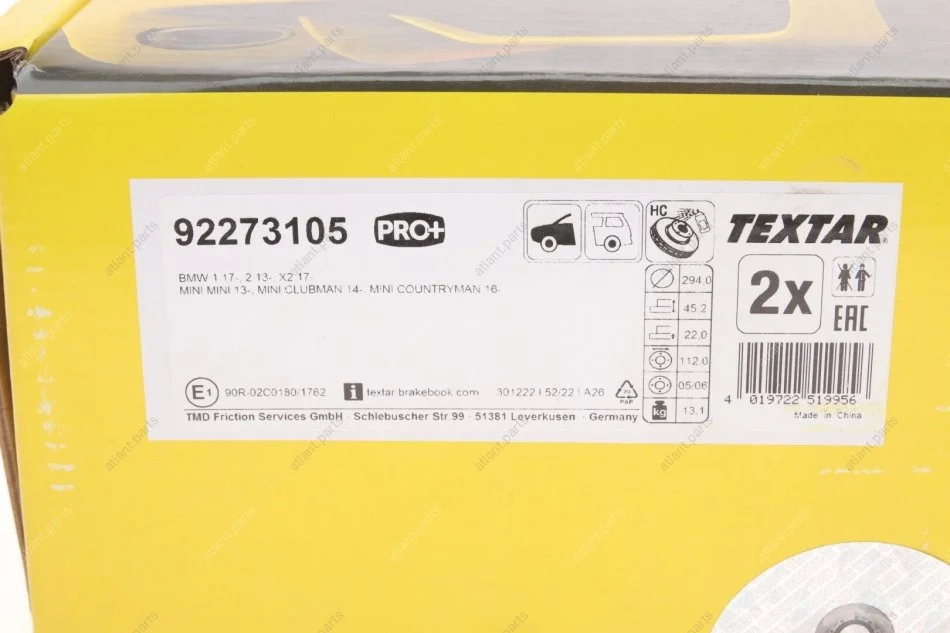 92273105 PRO+
BMW 1 17-, 2 13-, X2 17-
MINI MINI 13-, MINI CLUBMAN 14-, MINI COUNTRYMAN 16-
E1 90R-02C0180/1762 i textar brakebook.com 301222 PAP
TMD Friction Services GmbH · Schlebuscher Str. 99 · 51381 Leverkusen · Germany
HC
294.0
45.2
22.0
112.0
05-06
kg 13.1
TEXTAR
2x
EAC
4 019722 519956
Made in China
atlant.parts